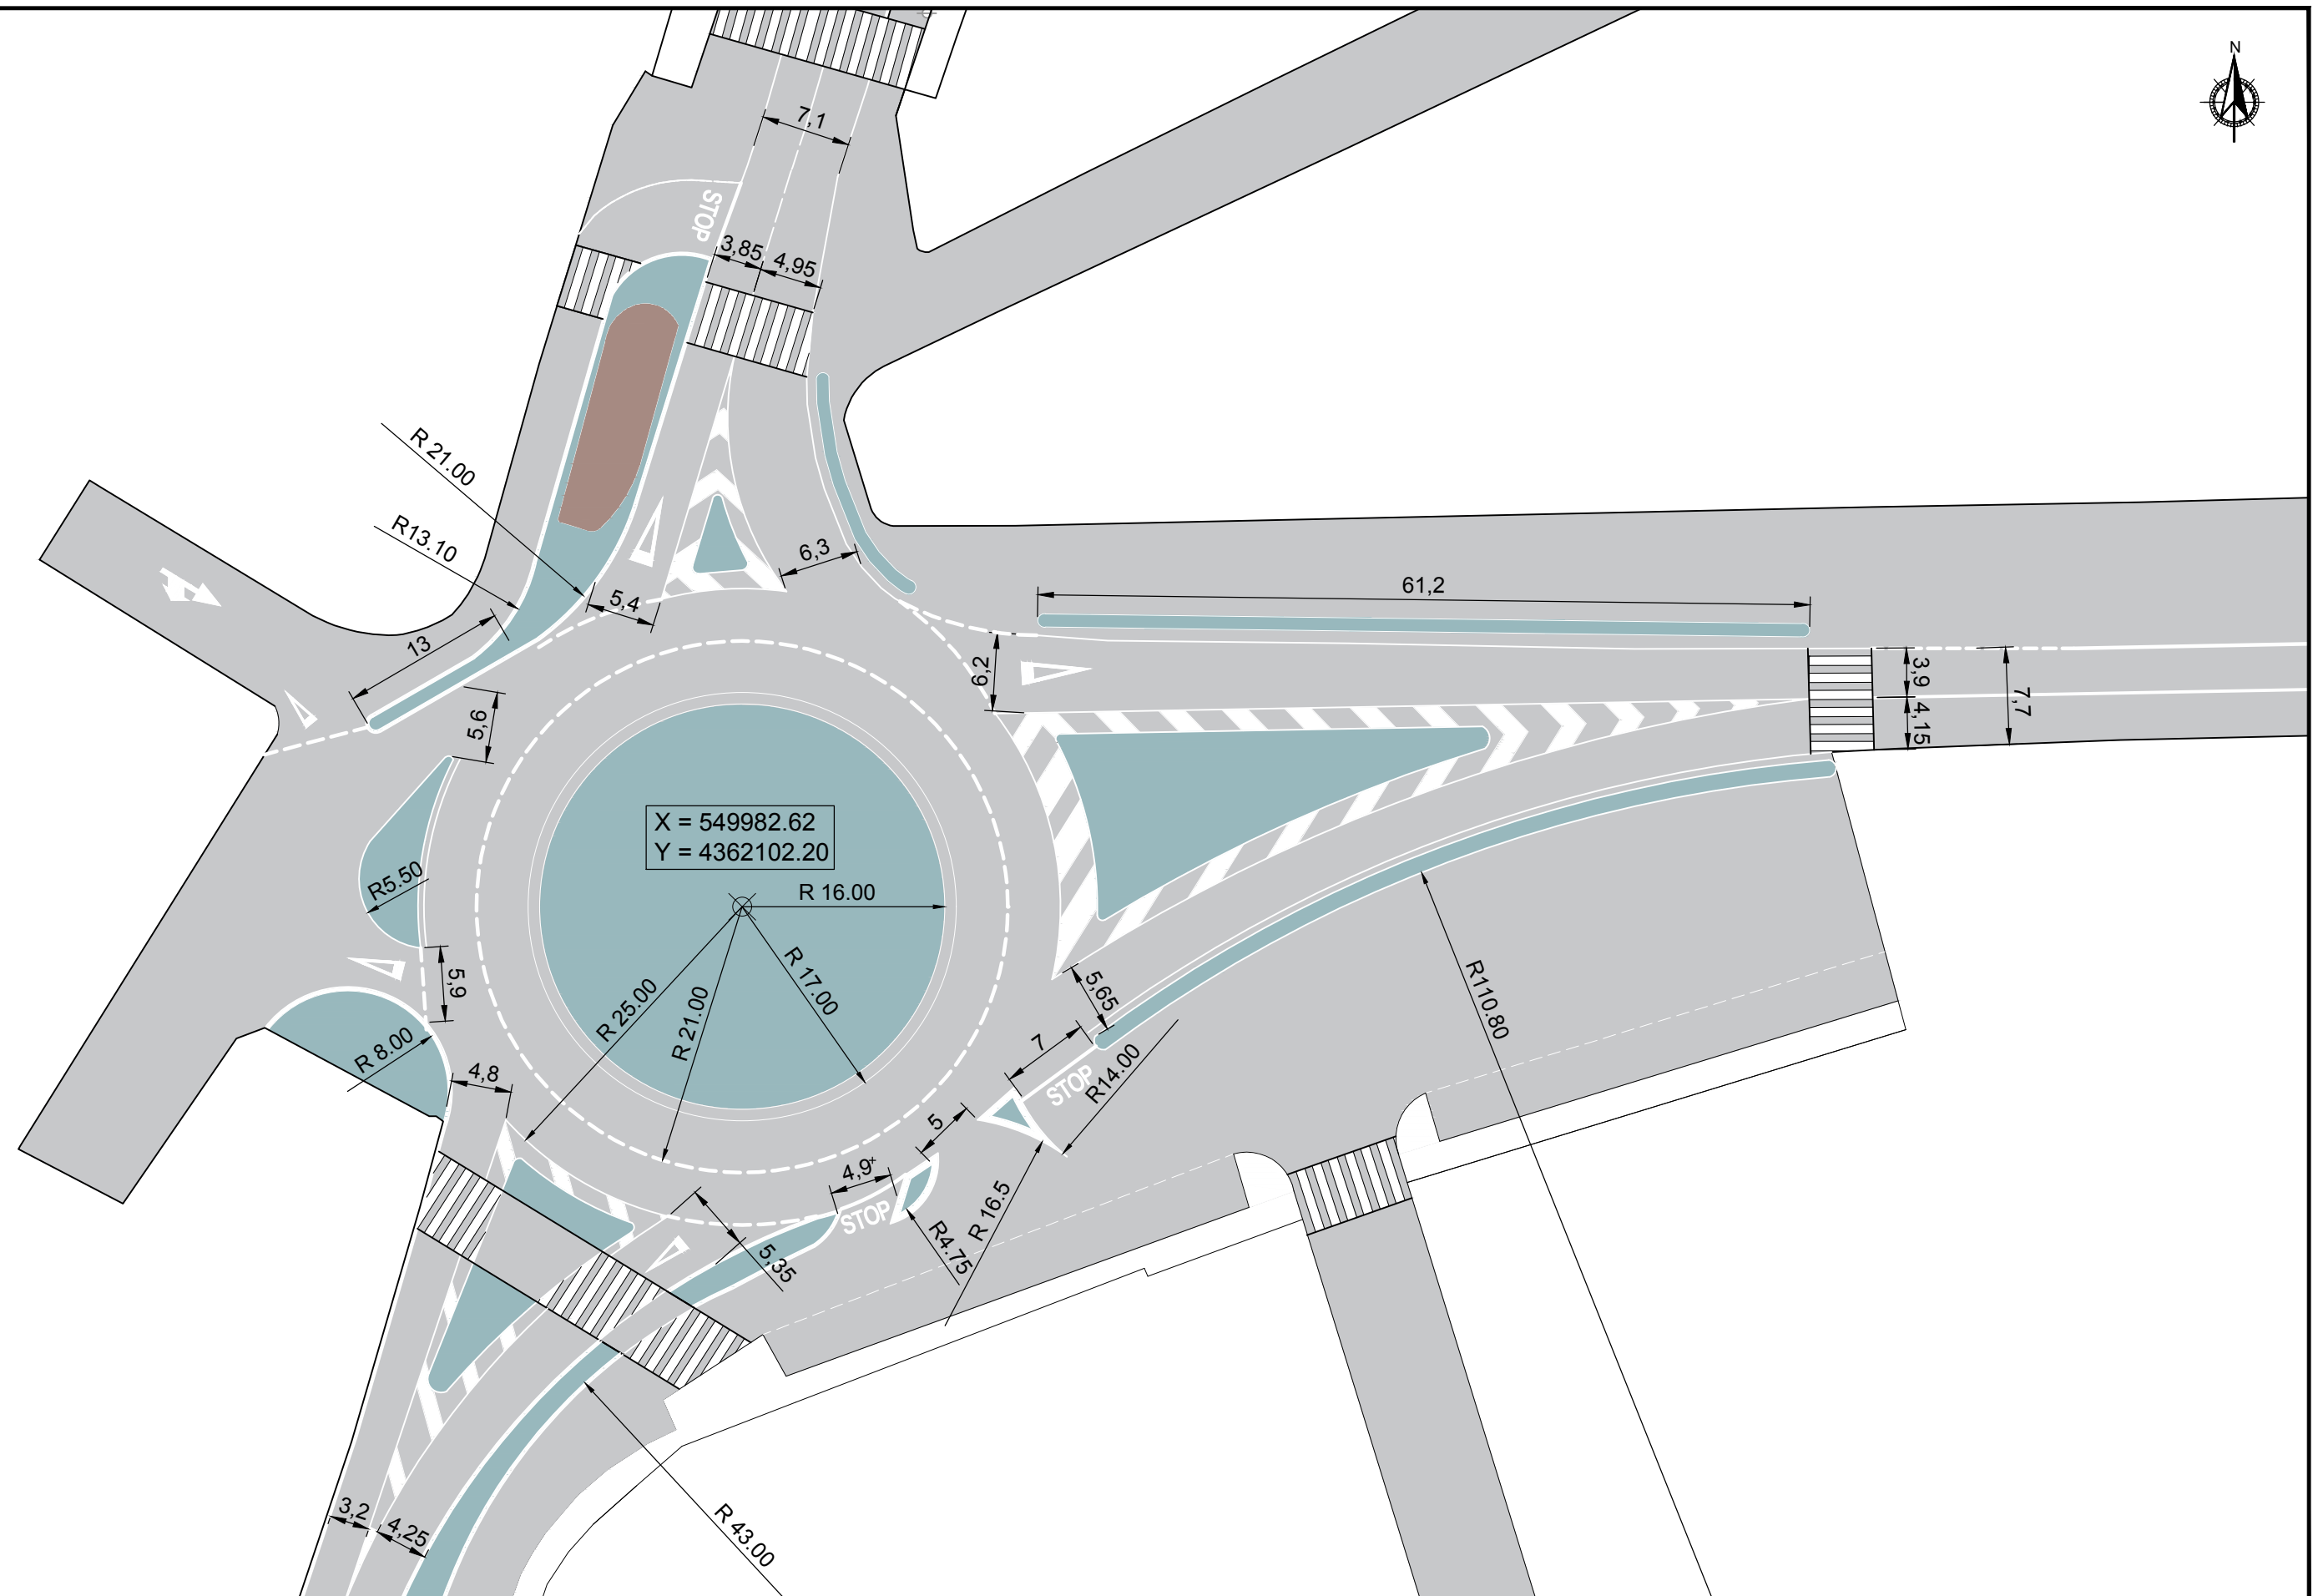 N
7,1
STOP
3,85
4,95
R 21.00
R13.10
6,3
5,4
61,2
13
6,2
3,9
7,7
4,15
5,6
X = 549982.62
Y = 4362102.20
R5.50
R 16.00
R 17.00
R 25.00
R 21.00
5,9
5,65
R110.80
R 8.00
4,8
7
STOP
R14.00
5
4,9
STOP
R 16.5
R4.75
5,35
3,2
4,25
R 43.00